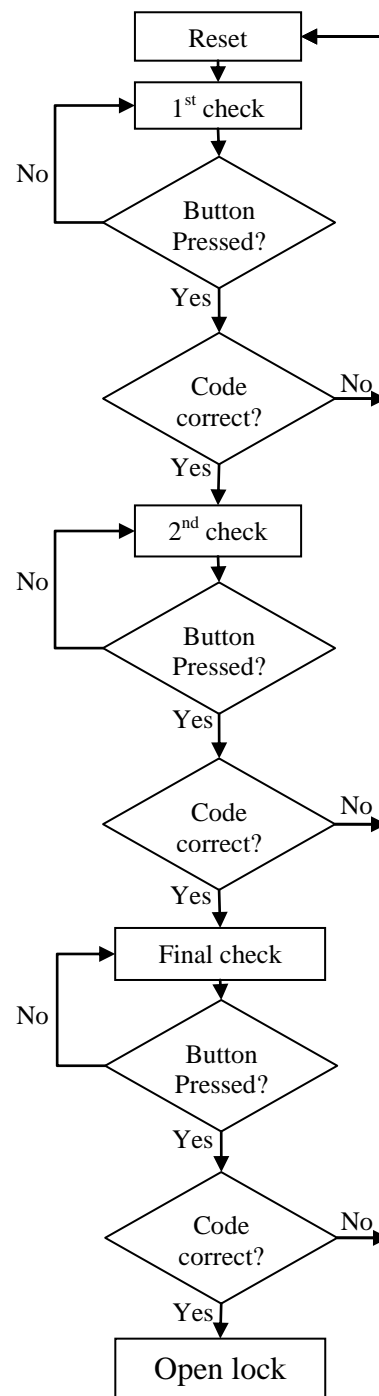 Reset
1st check
No
Button
Pressed?
Yes
Code
correct?
No
Yes
2nd check
No
Button
Pressed?
Yes
Code
correct?
No
Yes
Final check
No
Button
Pressed?
Yes
Code
correct?
No
Yes
Open lock